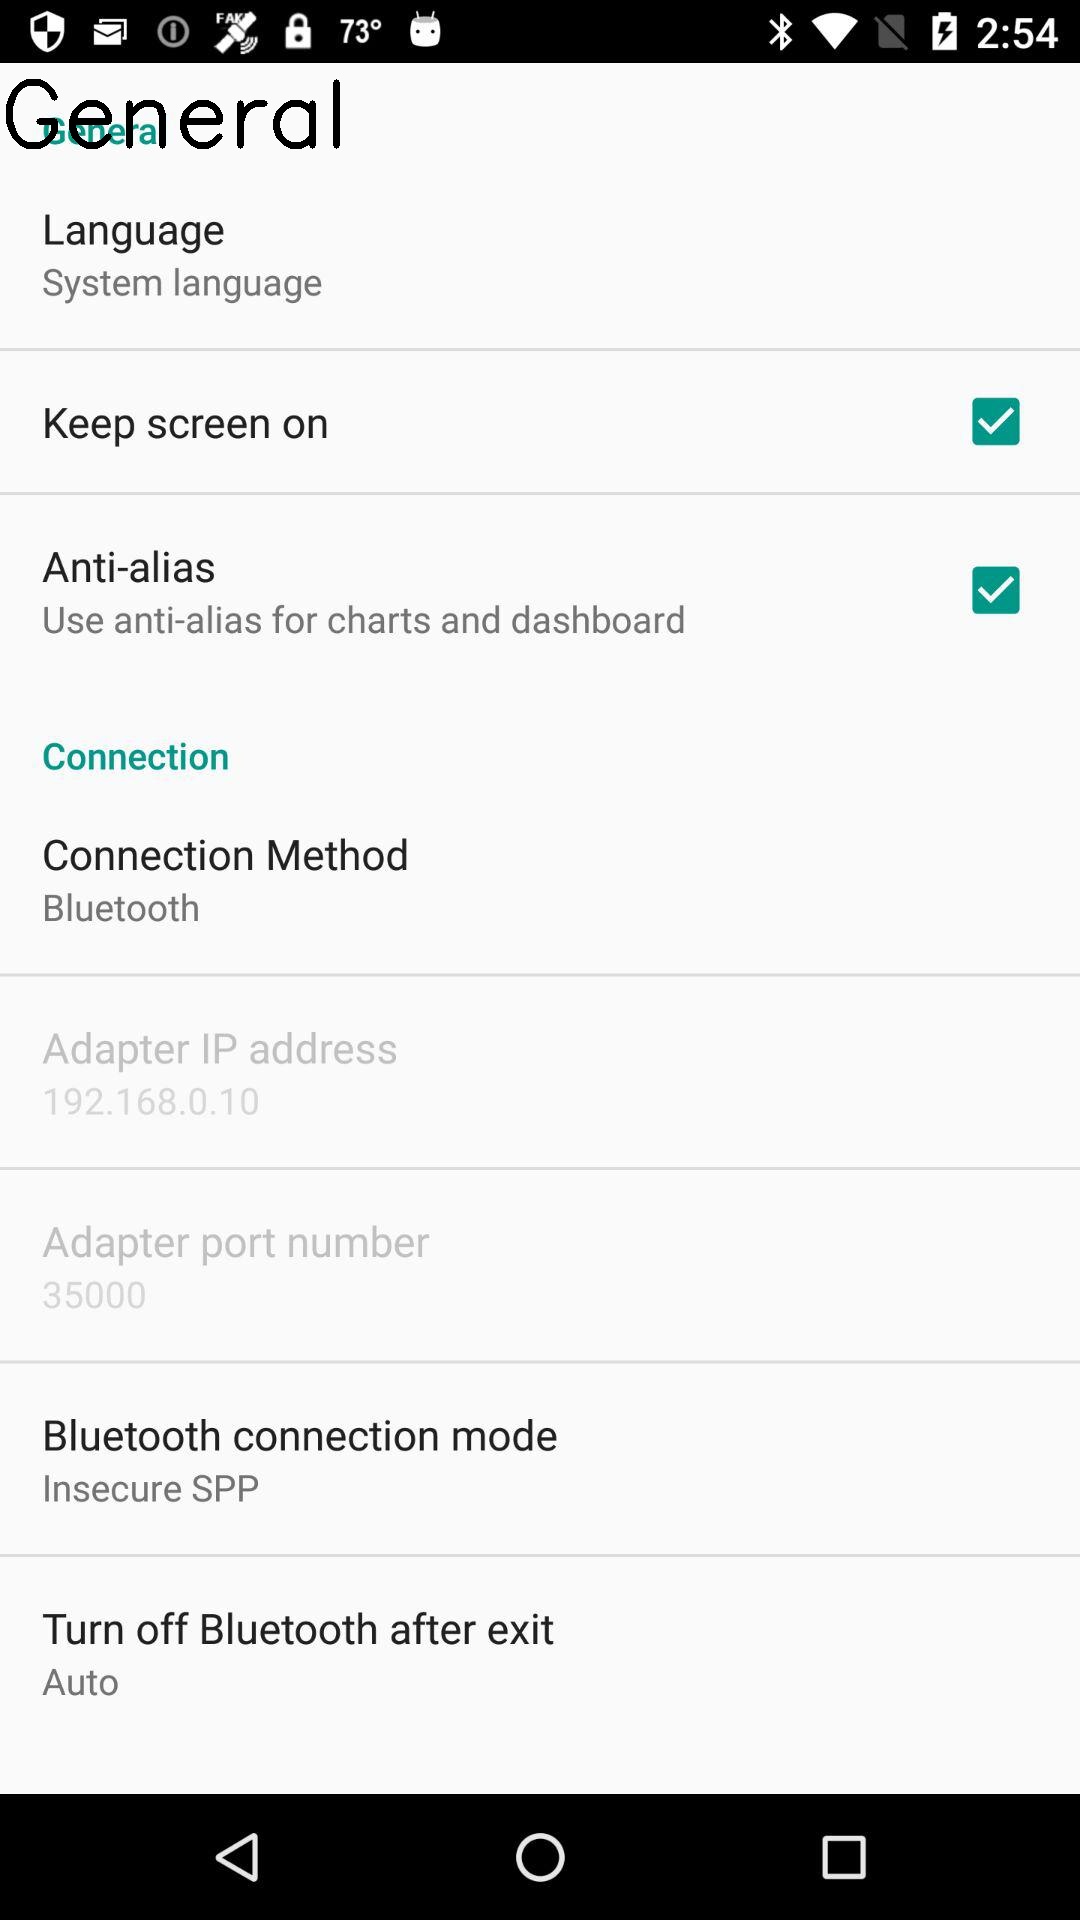 FAKE 73° 2:54
General
General
Language
System language
Keep screen on
Anti-alias
Use anti-alias for charts and dashboard
Connection
Connection Method
Bluetooth
Adapter IP address
192.168.0.10
Adapter port number
35000
Bluetooth connection mode
Insecure SPP
Turn off Bluetooth after exit
Auto